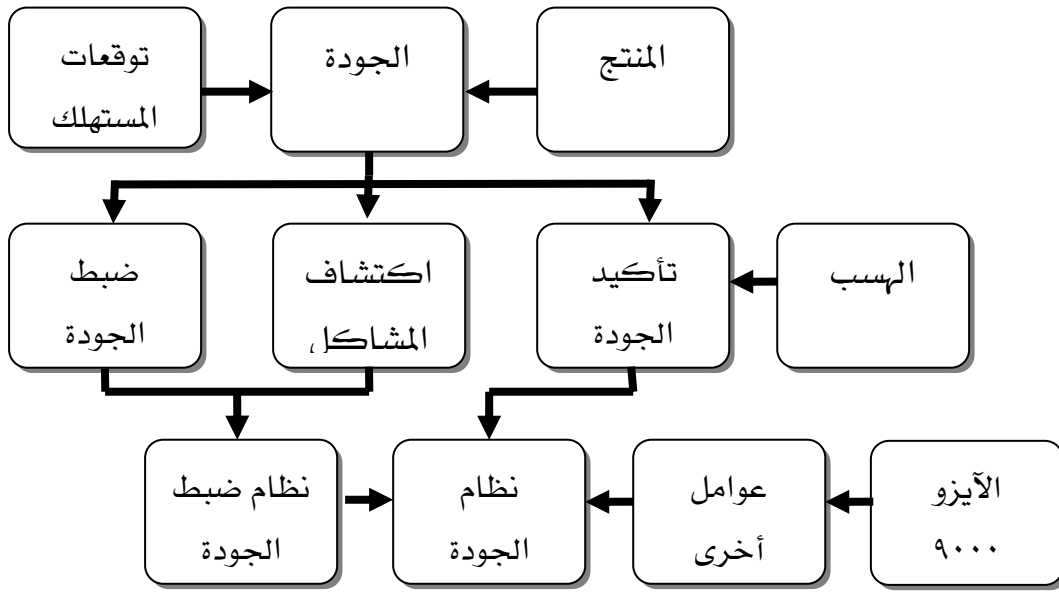 المنتج
الجودة
توقعات
المستهلك
الهسب
تأكيد
الجودة
اكتشاف
المشاكل
ضبط
الجودة
الآيزو
٩٠٠٠
عوامل
أخرى
نظام
الجودة
نظام ضبط
الجودة